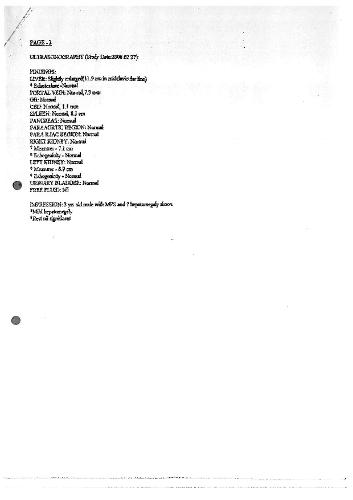 PAGE - 2
ULTRASONOGRAPHY (Study Date:2006 07 27):
FINDINGS:
LIVER: Slightly enlarged(11.9 cm in midclavicular line)
* Echotexture -Normal
PORTAL VEIN: Normal,7.9 mm
GB: Normal
CBD: Normal, 1.1 mm
SPLEEN: Normal, 8.2 cm
PANCREAS: Normal
PARAAORTIC REGION: Normal
PARA ILIAC REGION: Normal
RIGHT KIDNEY: Normal
* Measures - 7.1 cm
* Echogenicity - Normal
LEFT KIDNEY: Normal
* Measures - 6.9 cm
* Echogenicity - Normal
URINARY BLADDER: Normal
FREE FLUID: Nil
IMPRESSION: 3 yrs old male with MPS and ? hepatomegaly shows
*Mild hepatomegaly
*Rest nil significant